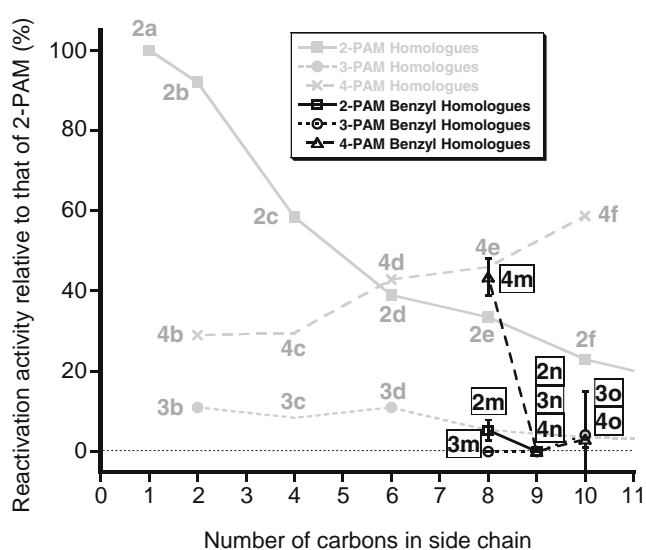 Reactivation activity relative to that of 2-PAM (%)
100
80
60
40
20
0
2-PAM Homologues
3-PAM Homologues
4-PAM Homologues
2-PAM Benzyl Homologues
3-PAM Benzyl Homologues
4-PAM Benzyl Homologues
2a
2b
2c
4f
4e
4d
4m
2d
4b
4c
2e
2f
3b
3c
3d
2n
3n
4n
2m
3m
3o
4o
0 1 2 3 4 5 6 7 8 9 10 11
Number of carbons in side chain